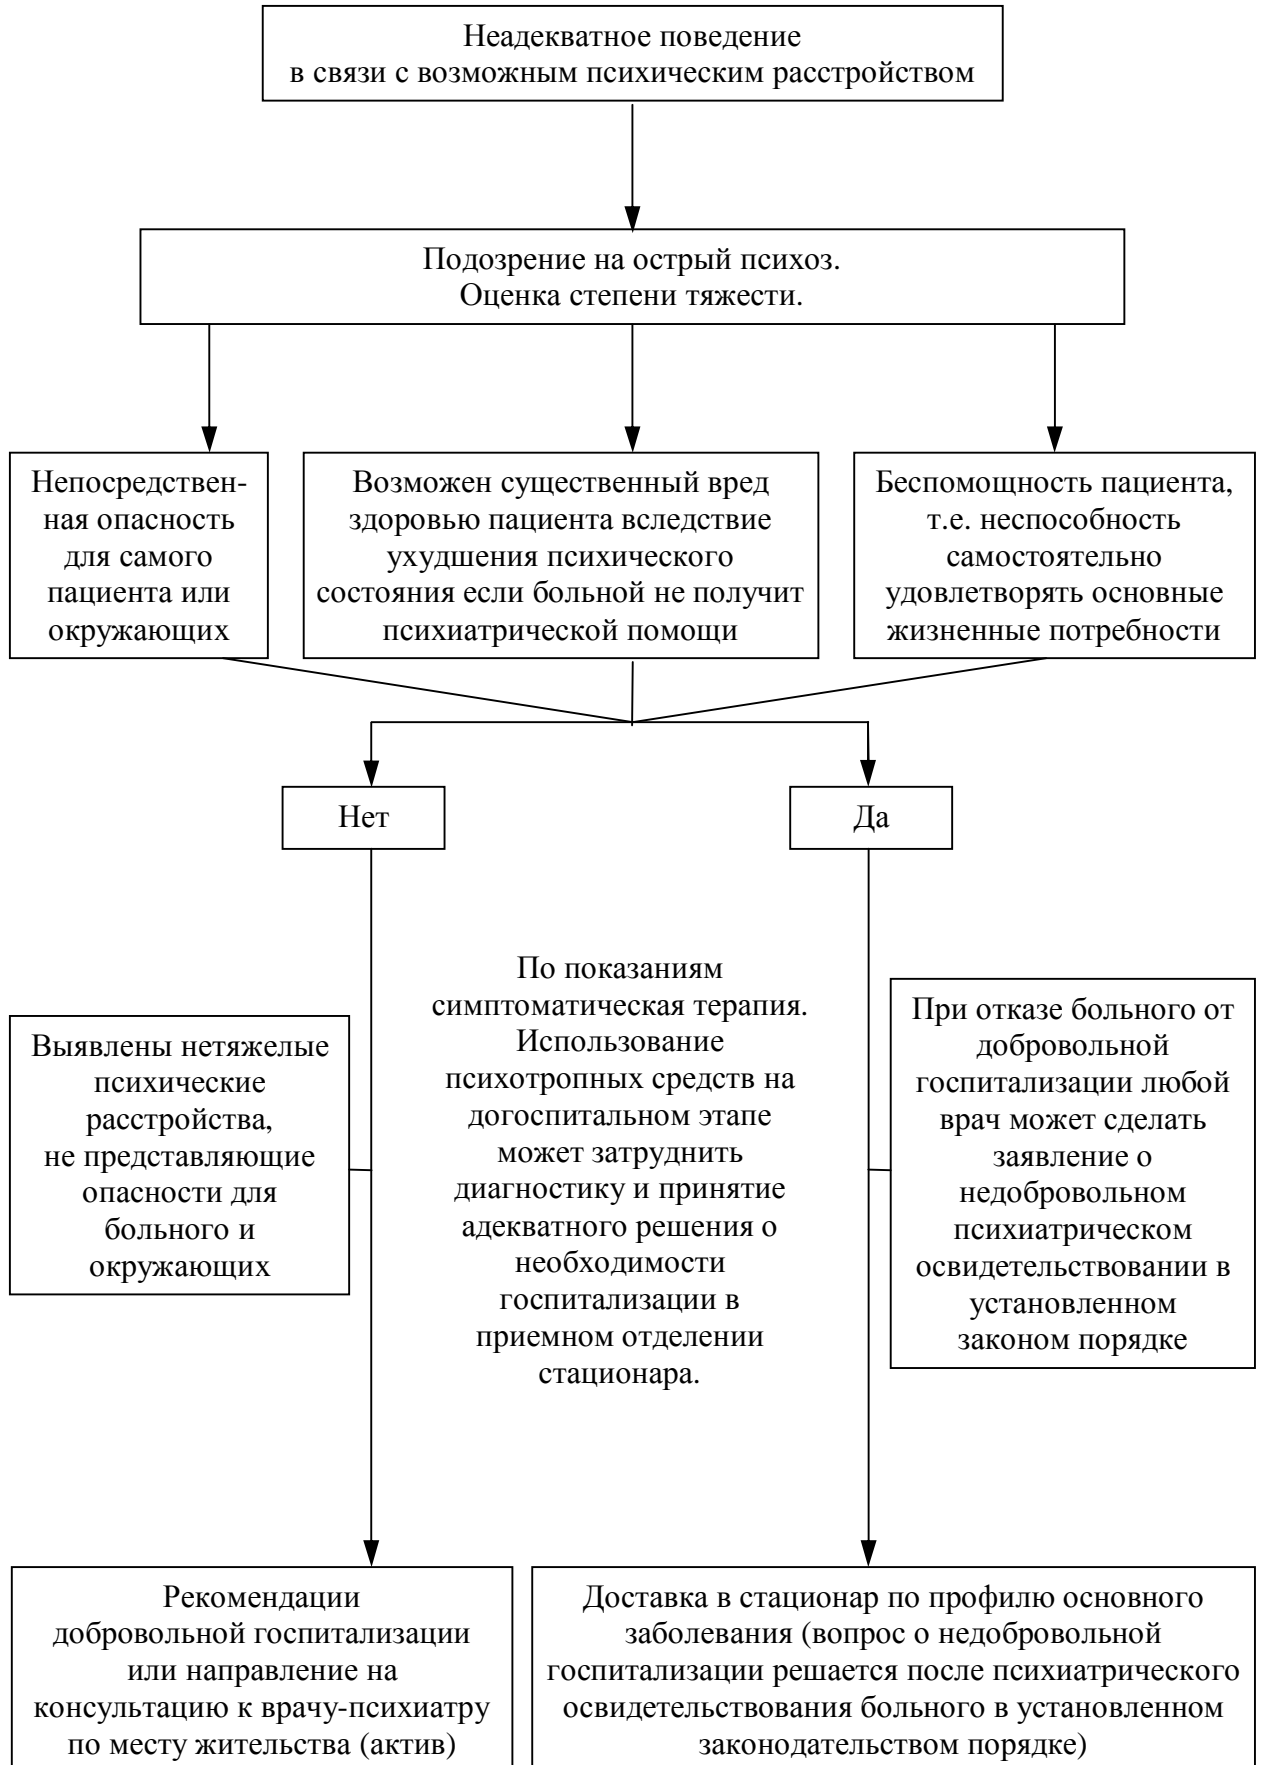 Неадекватное поведение
в связи с возможным психическим расстройством
Подозрение на острый психоз.
Оценка степени тяжести.
Непосредствен-
ная опасность
для самого
пациента или
окружающих
Возможен существенный вред
здоровью пациента вследствие
ухудшения психического
состояния если больной не получит
психиатрической помощи
Беспомощность пациента,
т.е. неспособность
самостоятельно
удовлетворять основные
жизненные потребности
Нет
Да
Выявлены нетяжелые
психические
расстройства,
не представляющие
опасности для
больного и
окружающих
По показаниям
симптоматическая терапия.
Использование
психотропных средств на
догоспитальном этапе
может затруднить
диагностику и принятие
адекватного решения о
необходимости
госпитализации в
приемном отделении
стационара.
При отказе больного от
добровольной
госпитализации любой
врач может сделать
заявление о
недобровольном
психиатрическом
освидетельствовании в
установленном
законом порядке
Рекомендации
добровольной госпитализации
или направление на
консультацию к врачу-психиатру
по месту жительства (актив)
Доставка в стационар по профилю основного
заболевания (вопрос о недобровольной
госпитализации решается после психиатрического
освидетельствования больного в установленном
законодательством порядке)